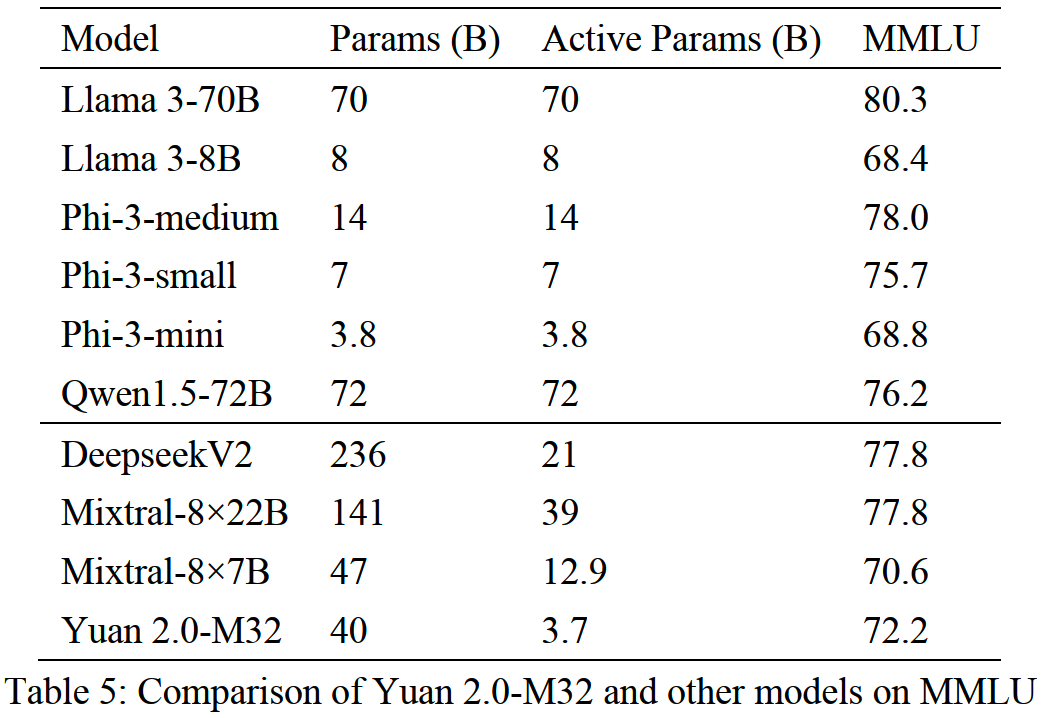 Model Params (B) Active Params (B) MMLU
Llama 3-70B 70 70 80.3
Llama 3-8B 8 8 68.4
Phi-3-medium 14 14 78.0
Phi-3-small 7 7 75.7
Phi-3-mini 3.8 3.8 68.8
Qwen1.5-72B 72 72 76.2
DeepseekV2 236 21 77.8
Mixtral-8×22B 141 39 77.8
Mixtral-8×7B 47 12.9 70.6
Yuan 2.0-M32 40 3.7 72.2
Table 5: Comparison of Yuan 2.0-M32 and other models on MMLU